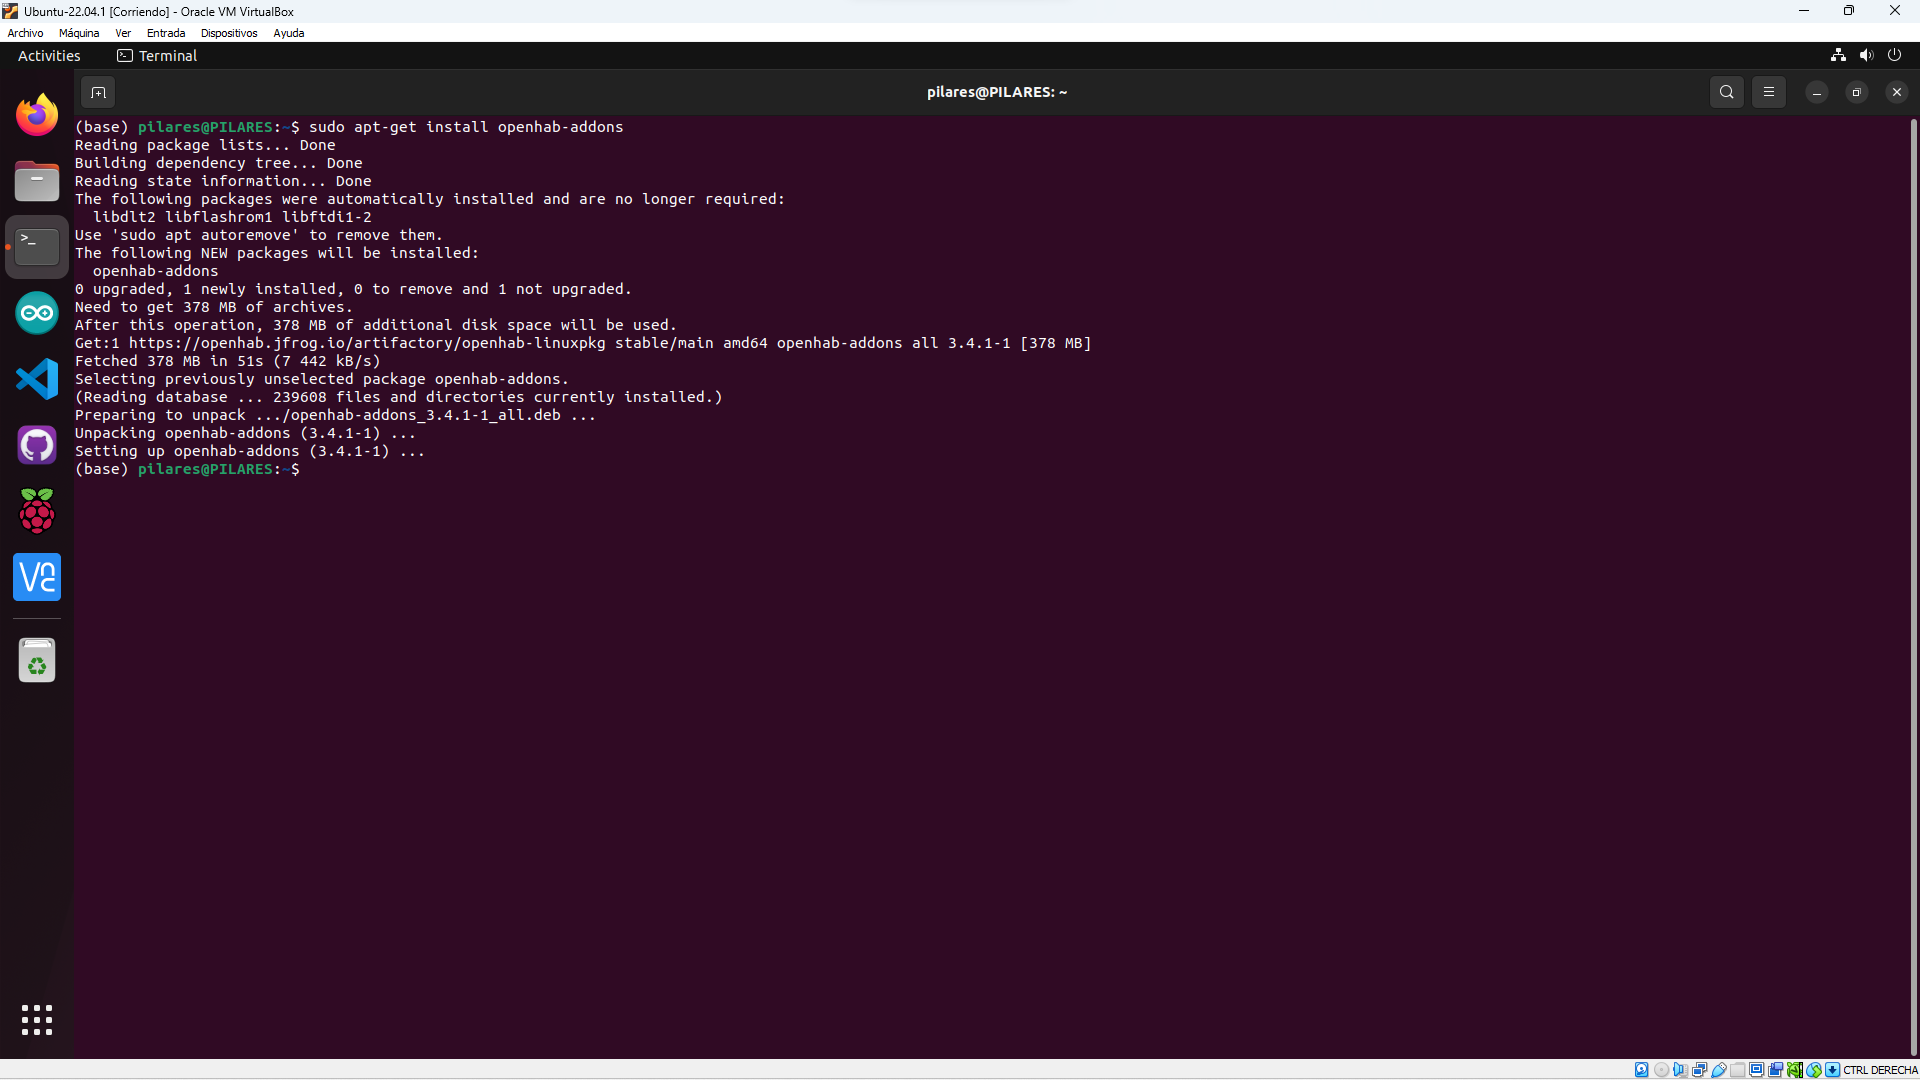 Ubuntu-22.04.1 [Corriendo] - Oracle VM VirtualBox
Archivo Máquina Ver Entrada Dispositivos Ayuda
Activities Terminal
pilares@PILARES: ~
(base) pilares@PILARES:~$ sudo apt-get install openhab-addons
Reading package lists... Done
Building dependency tree... Done
Reading state information... Done
The following packages were automatically installed and are no longer required:
libdlt2 libflashrom1 libftdi1-2
Use 'sudo apt autoremove' to remove them.
The following NEW packages will be installed:
openhab-addons
0 upgraded, 1 newly installed, 0 to remove and 1 not upgraded.
Need to get 378 MB of archives.
After this operation, 378 MB of additional disk space will be used.
Get:1 https://openhab.jfrog.io/artifactory/openhab-linuxpkg stable/main amd64 openhab-addons all 3.4.1-1 [378 MB]
Fetched 378 MB in 51s (7 442 kB/s)
Selecting previously unselected package openhab-addons.
(Reading database ... 239608 files and directories currently installed.)
Preparing to unpack .../openhab-addons_3.4.1-1_all.deb ...
Unpacking openhab-addons (3.4.1-1) ...
Setting up openhab-addons (3.4.1-1) ...
(base) pilares@PILARES:~$
CTRL DERECHA